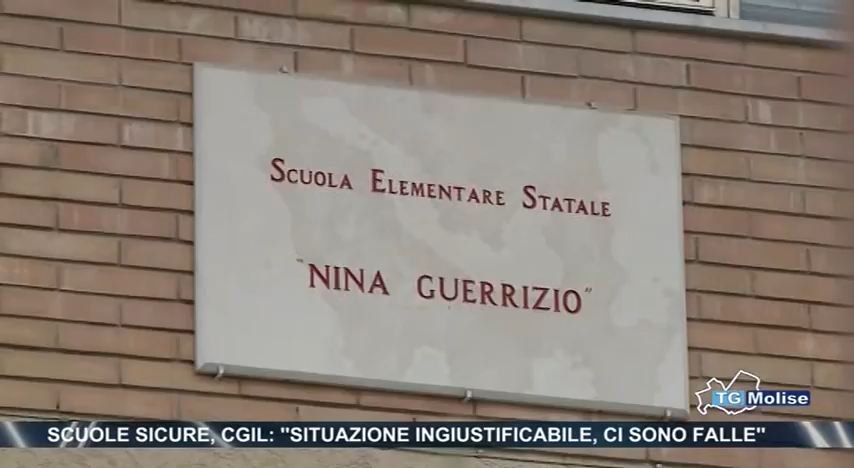 SCUOLA ELEMENTARE STATALE
"NINA GUERRIZIO"
TG Molise
SCUOLE SICURE, CGIL: "SITUAZIONE INGIUSTIFICABILE, CI SONO FALLE"